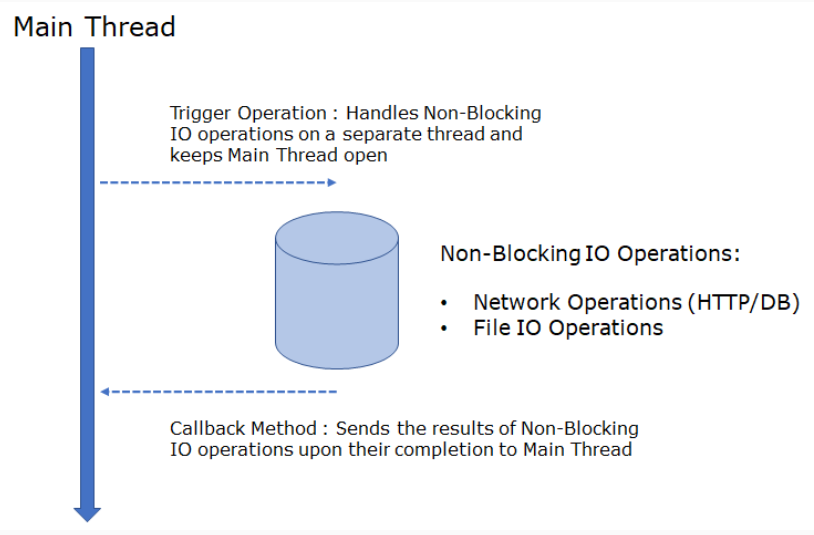 Main Thread
Trigger Operation : Handles Non-Blocking
IO operations on a separate thread and
keeps Main Thread open
Non-Blocking IO Operations:
• Network Operations (HTTP/DB)
• File IO Operations
Callback Method : Sends the results of Non-Blocking
IO operations upon their completion to Main Thread